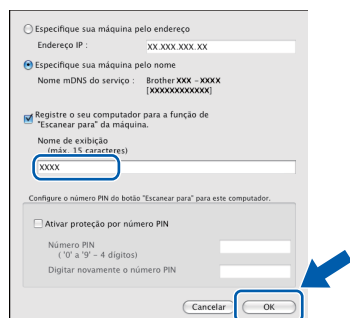 Especifique sua máquina pelo endereço
Endereço IP : XX.XXX.XXX.XX
Especifique sua máquina pelo nome
Nome mDNS do serviço : Brother XXX - XXXX
[XXXXXXXXXXXX]
Registre o seu computador para a função de
"Escanear para" da máquina.
Nome de exibição
(máx. 15 caracteres)
XXXX
Configure o número PIN do botão "Escanear para" para este computador.
Ativar proteção por número PIN
Número PIN
( '0' a '9' - 4 dígitos)
Digitar novamente o número PIN
Cancelar OK